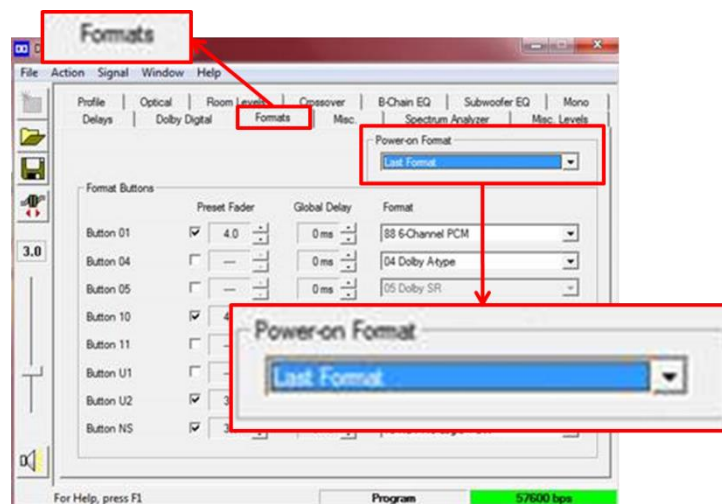 Formats
File Action Signal Window Help
Profile Optical Room Levels Crossover B-Chain EQ Subwoofer EQ Mono
Delays Dolby Digital Formats Misc. Spectrum Analyzer Misc. Levels
Power-on Format
Last Format
Format Buttons
Preset Fader Global Delay Format
Button 01 4.0 0 ms 88 6-Channel PCM
Button 04 --- 0 ms 04 Dolby A-type
3.0
Button 05 --- 0 ms 05 Dolby SR
Button 10
Power-on Format
Button 11
Last Format
Button U1
Button U2
Button NS
For Help, press F1 Program 57600 bps